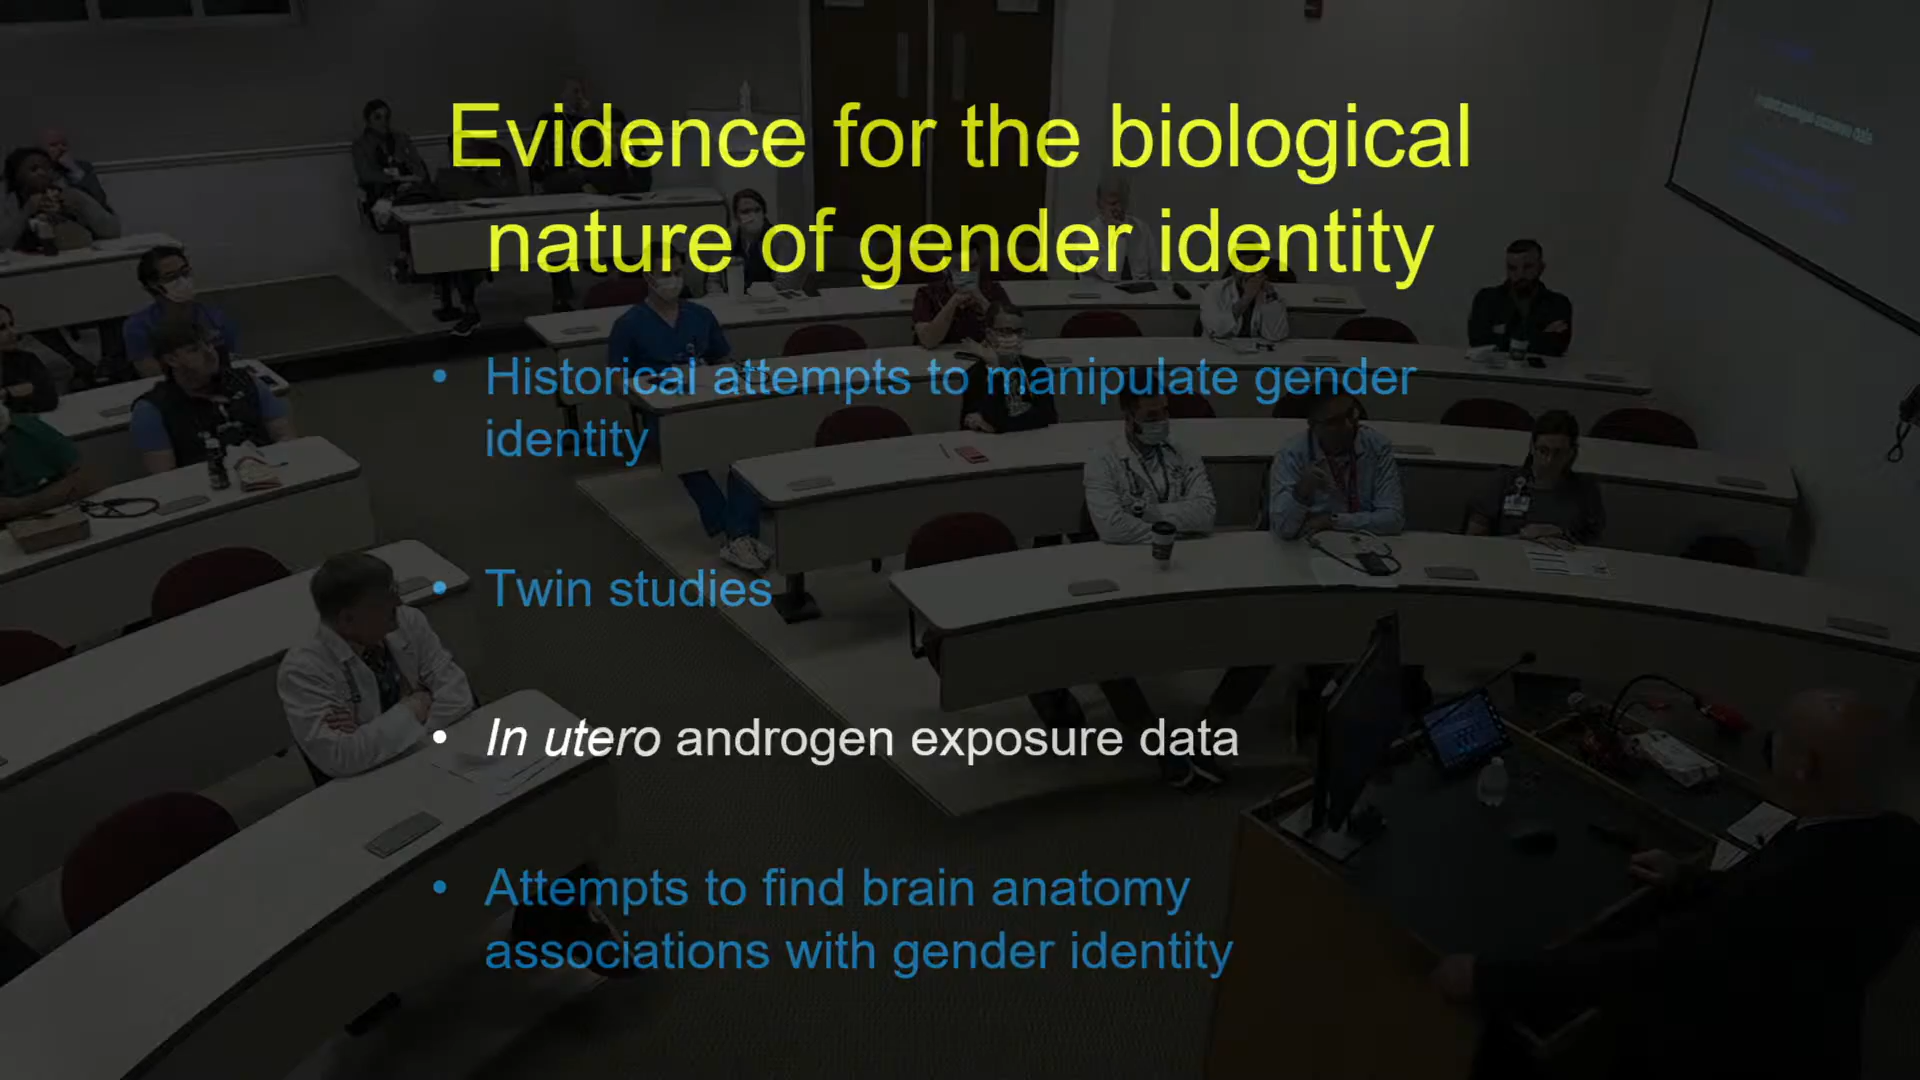 Evidence for the biological
nature of gender identity
• Historical attempts to manipulate gender
identity
• Twin studies
• In utero androgen exposure data
• Attempts to find brain anatomy
associations with gender identity